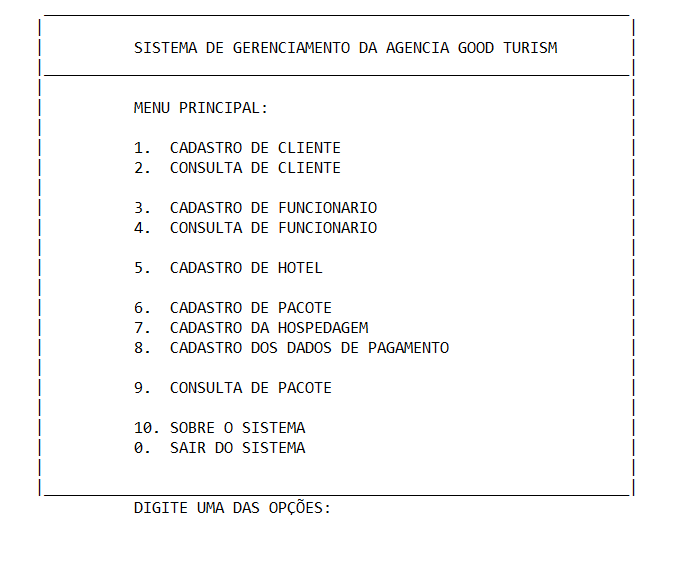 SISTEMA DE GERENCIAMENTO DA AGENCIA GOOD TURISM
MENU PRINCIPAL:
1. CADASTRO DE CLIENTE
2. CONSULTA DE CLIENTE
3. CADASTRO DE FUNCIONARIO
4. CONSULTA DE FUNCIONARIO
5. CADASTRO DE HOTEL
6. CADASTRO DE PACOTE
7. CADASTRO DA HOSPEDAGEM
8. CADASTRO DOS DADOS DE PAGAMENTO
9. CONSULTA DE PACOTE
10. SOBRE O SISTEMA
0. SAIR DO SISTEMA
DIGITE UMA DAS OPÇÕES: